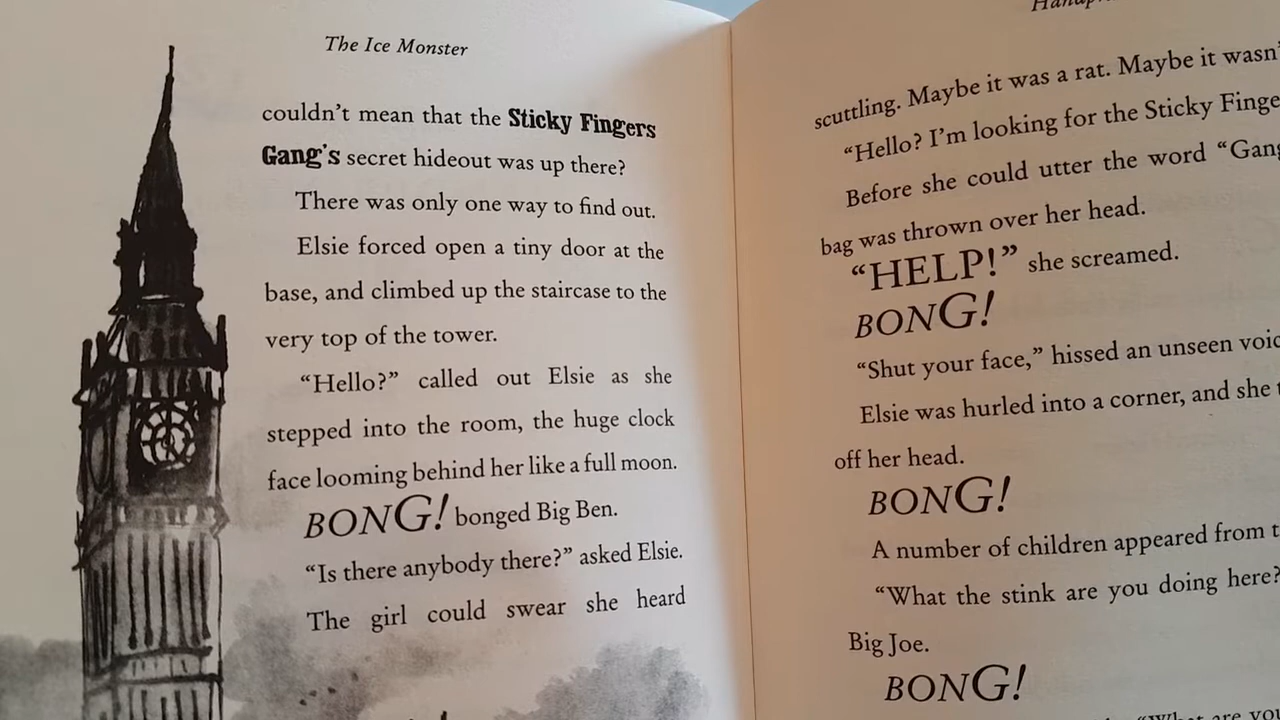 The Ice Monster
couldn't mean that the Sticky Fingers
Gang's secret hideout was up there?
There was only one way to find out.
Elsie forced open a tiny door at the
base, and climbed up the staircase to the
very top of the tower.
“Hello?” called out Elsie as she
stepped into the room, the huge clock
face looming behind her like a full moon.
BONG! bonged Big Ben.
“Is there anybody there?” asked Elsie.
The girl could swear she heard
scuttling. Maybe it was a rat. Maybe it
“Hello? I'm looking for the Sticky
Before she could utter the word
bag was thrown over her head.
“HELP!” she screamed.
BONG!
“Shut your face,” hissed an unseen
Elsie was hurled into a corner, and she
off her head.
BONG!
A number of children appeared from
“What the stink are you doing here?
Big Joe.
BONG!